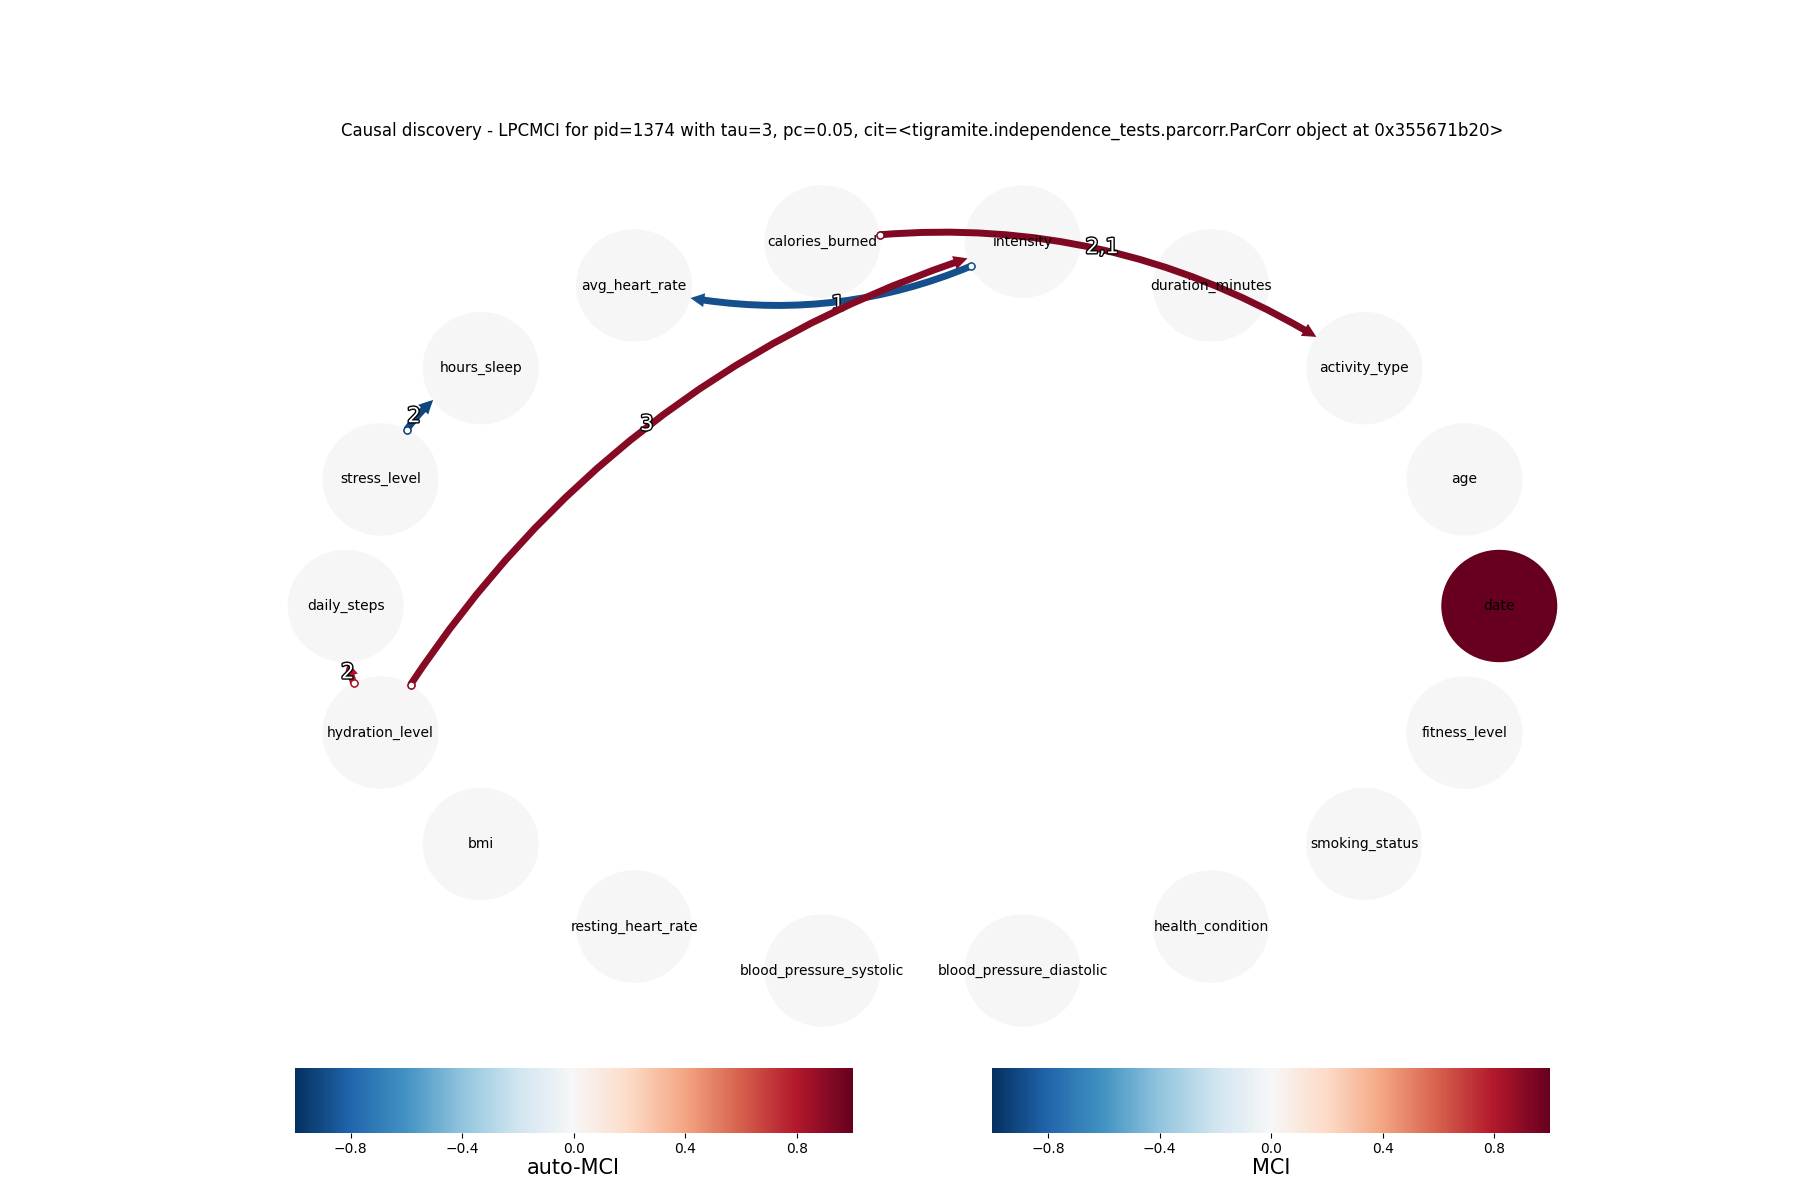 Causal discovery - LPCMCI for pid=1374 with tau=3, pc=0.05, cit=<tigramite.independence_tests.parcorr.ParCorr object at 0x355671b20>
calories_burned
intensity
2,1
avg_heart_rate
duration_minutes
1
hours_sleep
activity_type
2
3
stress_level
age
daily_steps
date
2
hydration_level
fitness_level
bmi
smoking_status
resting_heart_rate
health_condition
blood_pressure_systolic
blood_pressure_diastolic
−0.8 −0.4 0.0 0.4 0.8
auto-MCI
−0.8 −0.4 0.0 0.4 0.8
MCI